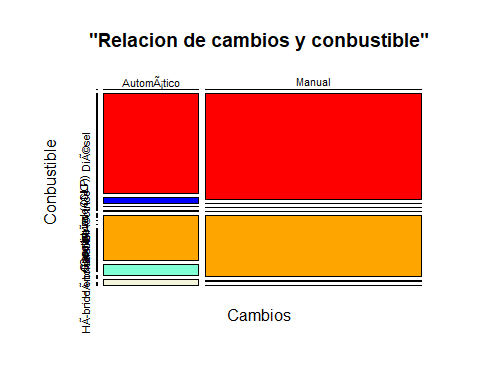 "Relacion de cambios y conbustible"
AutomÃ¡tico
Manual
Conbustible
DiÃ©sel
Cambios